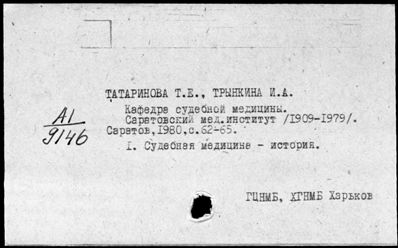 ТАТАРИНОВА Т.Е., ТРЫНКИНА И.А.
Кафедра судебной медицины.
Саратовский мед.институт /1909-1979/.
Саратов,1980,с.62-65.
А1
9146
1. Судебная медицина - история.
ГЦНМБ, ХГНМБ Харьков